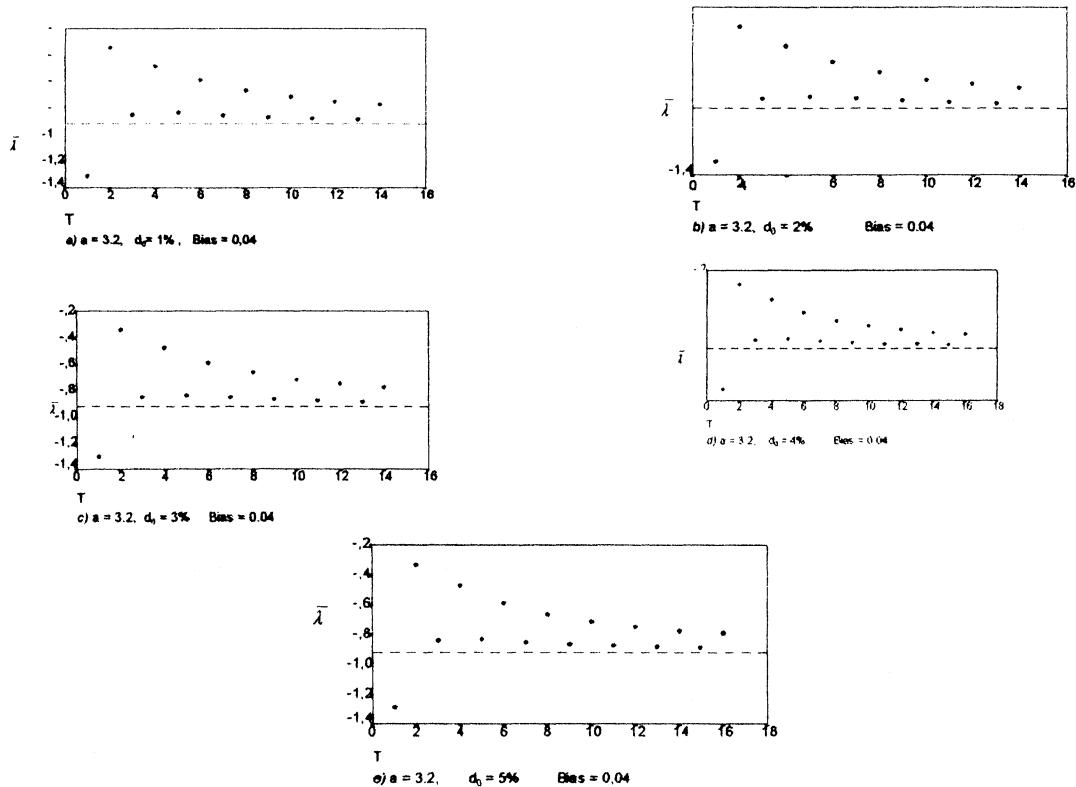 -1
-1,2
-1,4
λ̄
0 2 4 6 8 10 12 14 16
T
a) a = 3.2, d₀= 1% , Bias = 0,04
λ̄
-1,4
0 2 4 6 8 10 12 14 16
T
b) a = 3.2, d₀ = 2% Bias = 0.04
-,2
-,4
-,6
-,8
λ̄
-1,0
-1,2
-1,4
0 2 4 6 8 10 12 14 16
T
c) a = 3.2, d₀ = 3% Bias = 0.04
0 2 4 6 8 10 12 14 16 18
T
d) a = 3.2, d₀ = 4% Bias = 0.04
-,2
-,4
-,6
λ̄
-,8
-1,0
-1,2
-1,4
0 2 4 6 8 10 12 14 16 18
T
e) a = 3.2, d₀ = 5% Bias = 0,04